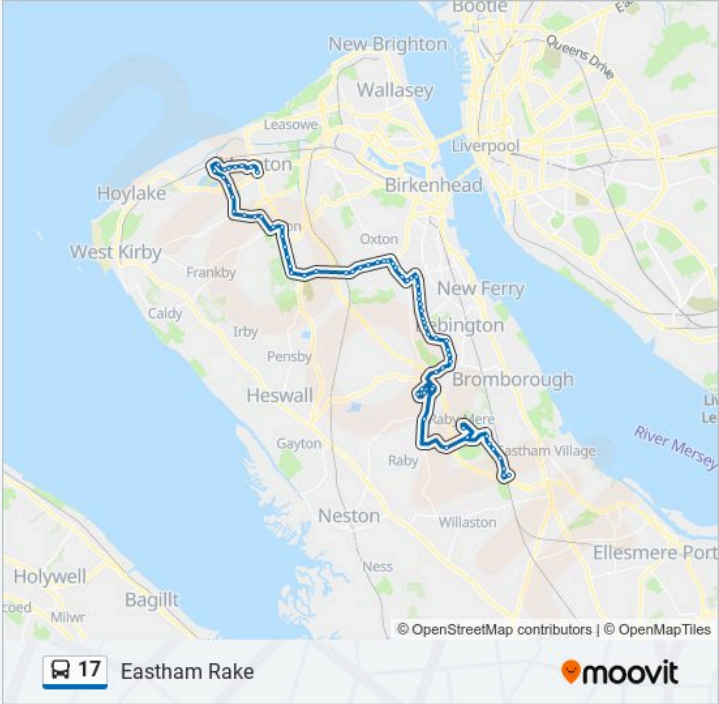 Bootle
New Brighton
Queens Drive
Wallasey
Leasowe
Liverpool
Birkenhead
Hoylake
West Kirby
Oxton
Frankby
New Ferry
Caldy
Irby
Bebington
Pensby
Heswall
Bromborough
Raby Mere
River Mersey
Gayton
Raby
Eastham Village
Neston
Willaston
Ness
Ellesmere Port
Holywell
Bagillt
Milwr
© OpenStreetMap contributors | © OpenMapTiles
17 Eastham Rake
moovit